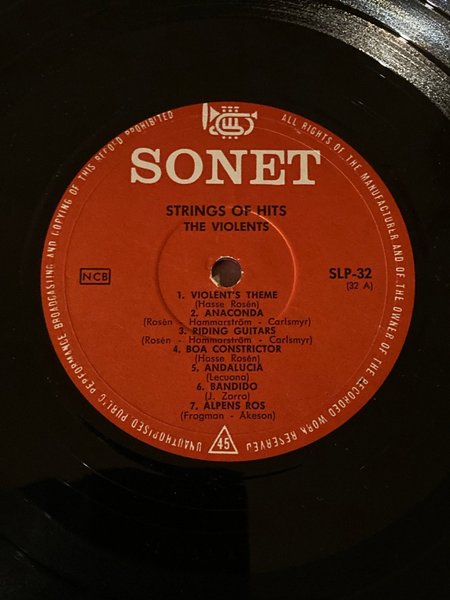 SONET
STRINGS OF HITS
THE VIOLENTS
NCB
SLP-32
(32 A)
1. VIOLENT'S THEME
(Hasse Rosén)
2. ANACONDA
(Rosén - Hammarström - Carlsmyr)
3. RIDING GUITARS
(Rosén - Hammarström - Carlsmyr)
4. BOA CONSTRICTOR
(Hasse Rosén)
5. ANDALUCIA
(Lecuona)
6. BANDIDO
(J. Zorro)
7. ALPENS ROS
(Frogman - Åkeson)
45
ALL RIGHTS OF THE MANUFACTURER AND OF THE OWNER OF THE RECORDED WORK RESERVED
UNAUTHORISED PUBLIC PERFORMANCE BROADCASTING AND COPYING OF THIS RECORD PROHIBITED